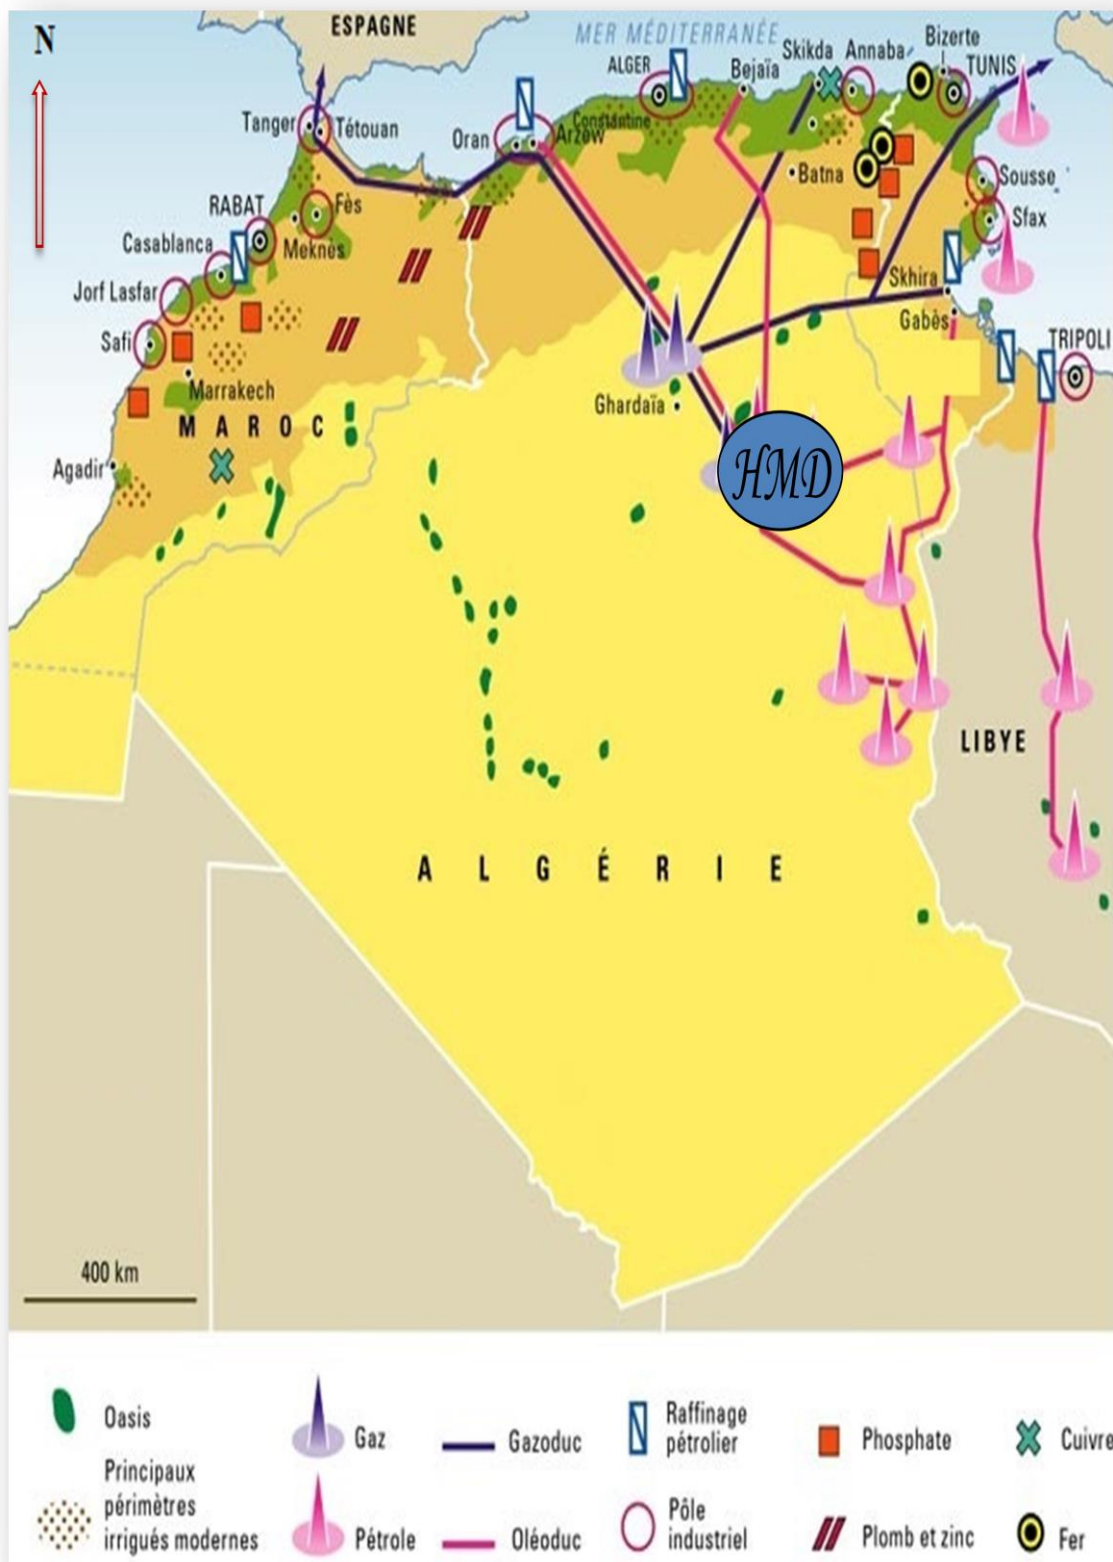 ESPAGNE
N
MER MÉDITERRANÉE
Bizerte
Skikda
Annaba
ALGER
Bejaïa
TUNIS
Tanger
Tétouan
Constantine
Oran
Arzew
Batna
Sousse
RABAT
Fès
Sfax
Casablanca
Meknès
Skhira
Jorf Lasfar
Gabès
Safi
TRIPOLI
Marrakech
Ghardaïa
MAROC
HMD
Agadir
LIBYE
ALGÉRIE
400 km
Oasis
Principaux
périmètres
irrigués modernes
Gaz
Pétrole
Gazoduc
Oléoduc
Raffinage
pétrolier
Pôle
industriel
Phosphate
Plomb et zinc
Cuivre
Fer